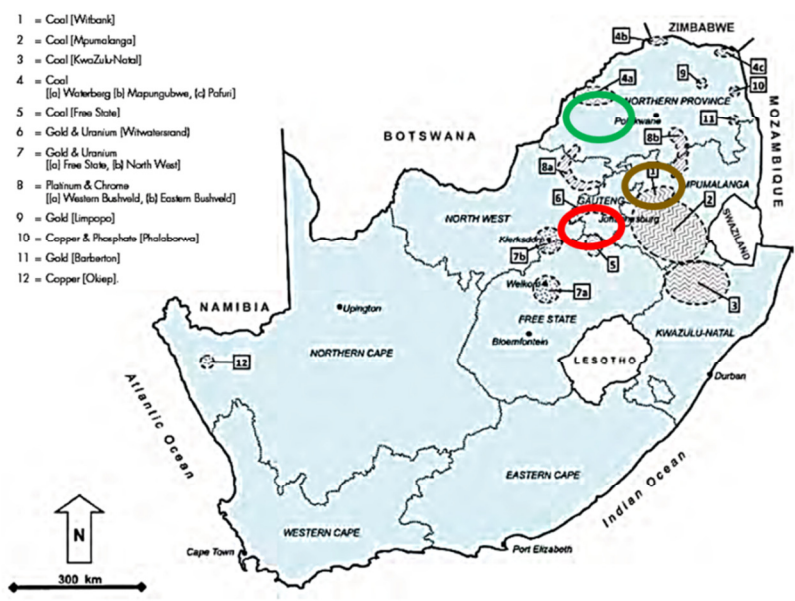 1 = Coal [Witbank]
2 = Coal [Mpumalanga]
3 = Coal [KwaZulu-Natal]
4 = Coal
[(a) Waterberg (b) Mapungubwe, (c) Pafuri]
5 = Coal [Free State]
6 = Gold & Uranium [Witwatersrand]
7 = Gold & Uranium
[(a) Free State, (b) North West]
8 = Platinum & Chrome
[(a) Western Bushveld, (b) Eastern Bushveld]
9 = Gold [Limpopo]
10 = Copper & Phosphate [Phalaborwa]
11 = Gold [Barberton]
12 = Copper [Okiep].
ZIMBABWE
4b
4c
4a
9
10
NORTHERN PROVINCE
MOZAMBIQUE
11
BOTSWANA
8b
8a
1
MPUMALANGA
6
GAUTENG
2
NORTH WEST
SWAZILAND
Klerksdorp
7b
5
Welkom
7a
3
NAMIBIA
Upington
FREE STATE
KWAZULU-NATAL
Bloemfontein
NORTHERN CAPE
LESOTHO
12
Durban
Atlantic Ocean
EASTERN CAPE
Indian Ocean
N
WESTERN CAPE
Cape Town
Port Elizabeth
300 km